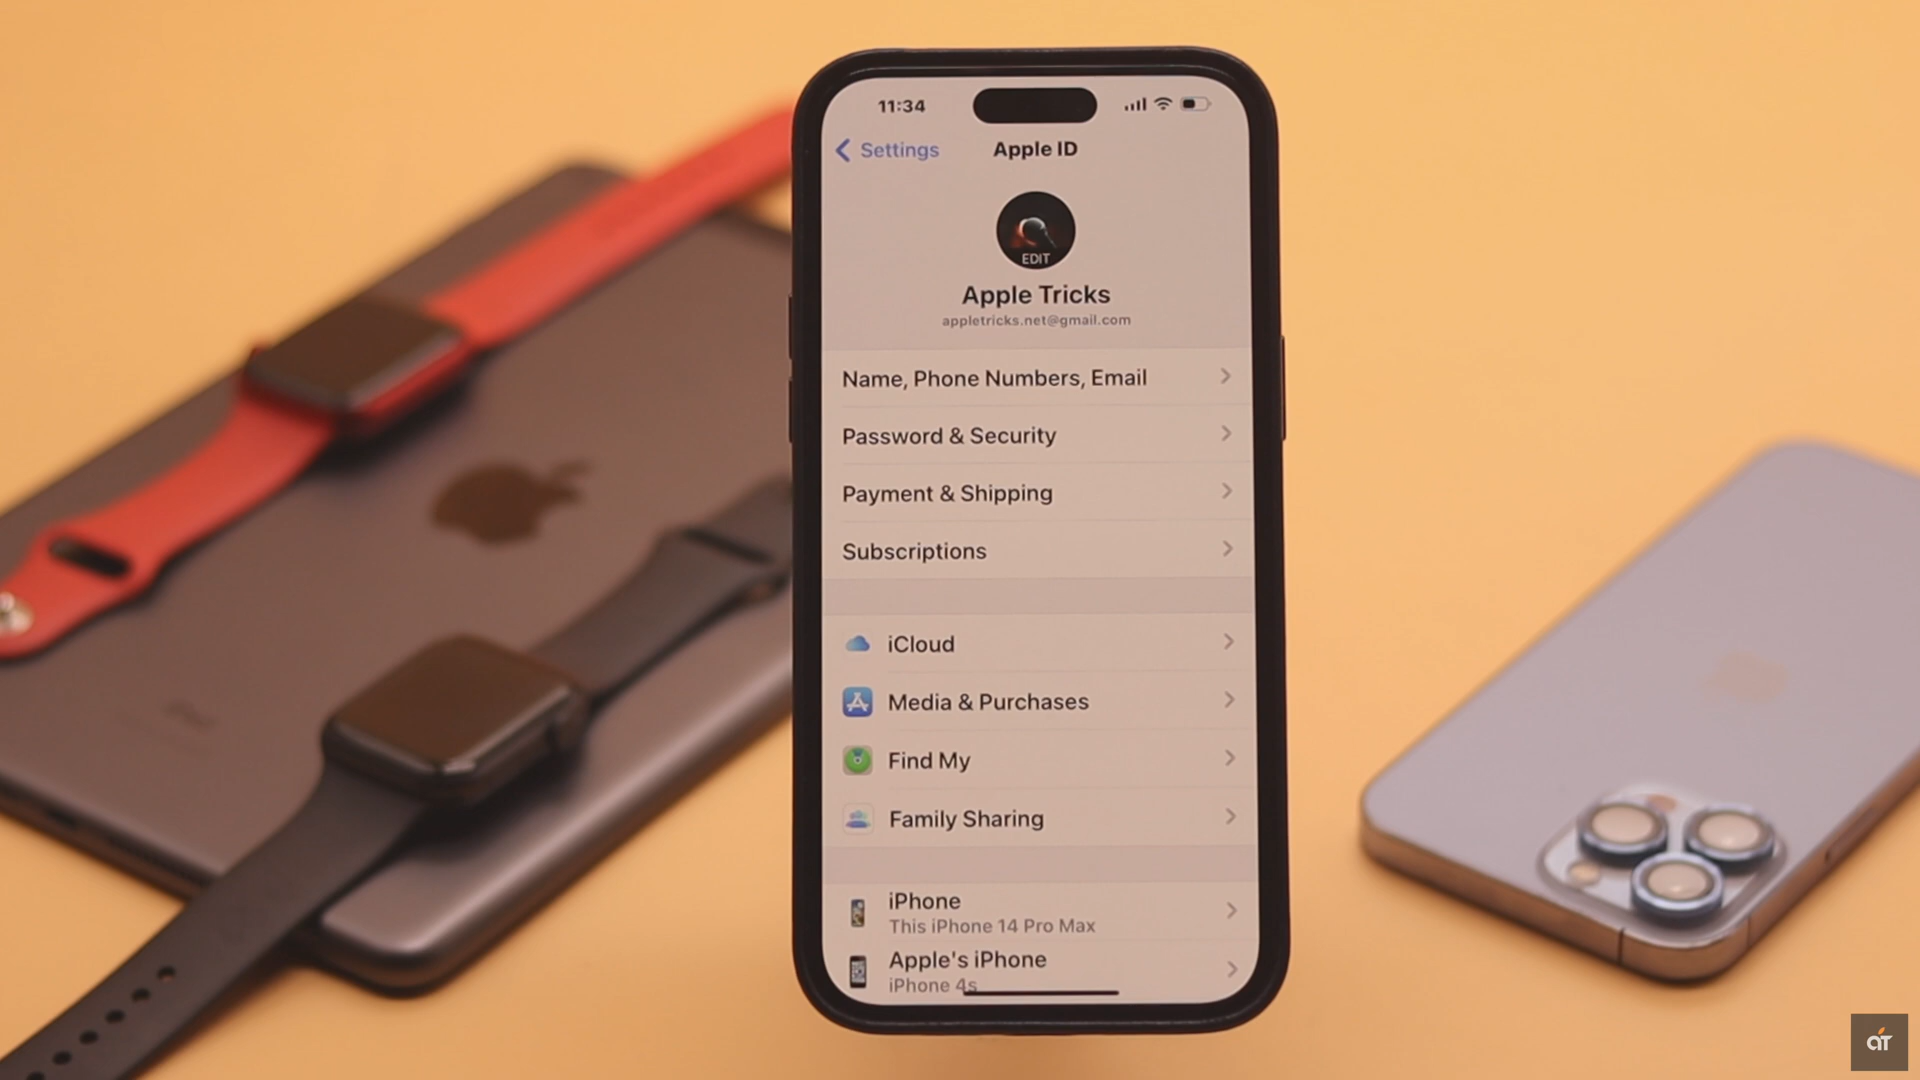 11:34
Settings
Apple ID
EDIT
Apple Tricks
appletricks.net@gmail.com
Name, Phone Numbers, Email
Password & Security
Payment & Shipping
Subscriptions
iCloud
Media & Purchases
Find My
Family Sharing
iPhone
This iPhone 14 Pro Max
Apple's iPhone
iPhone 4s
iPad
aT